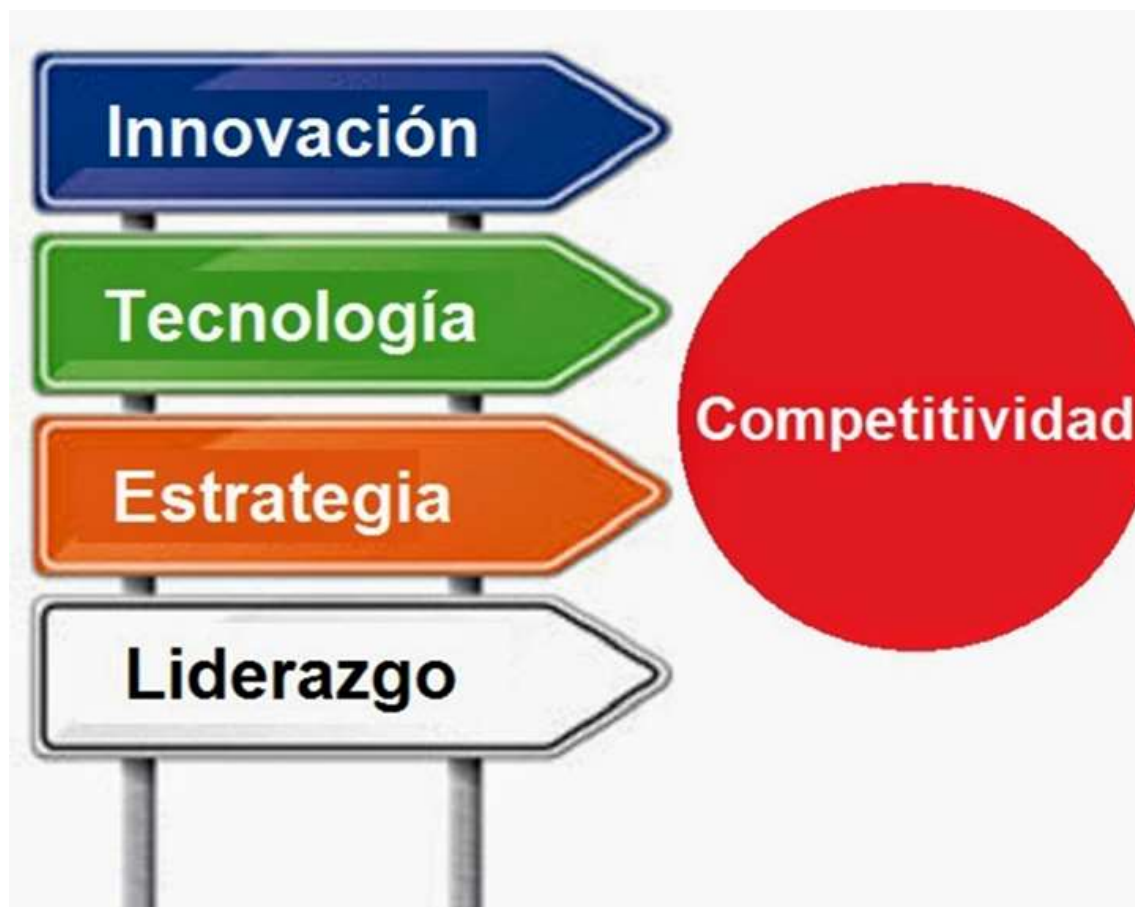 Innovación
Tecnología
Estrategia
Liderazgo
Competitividad